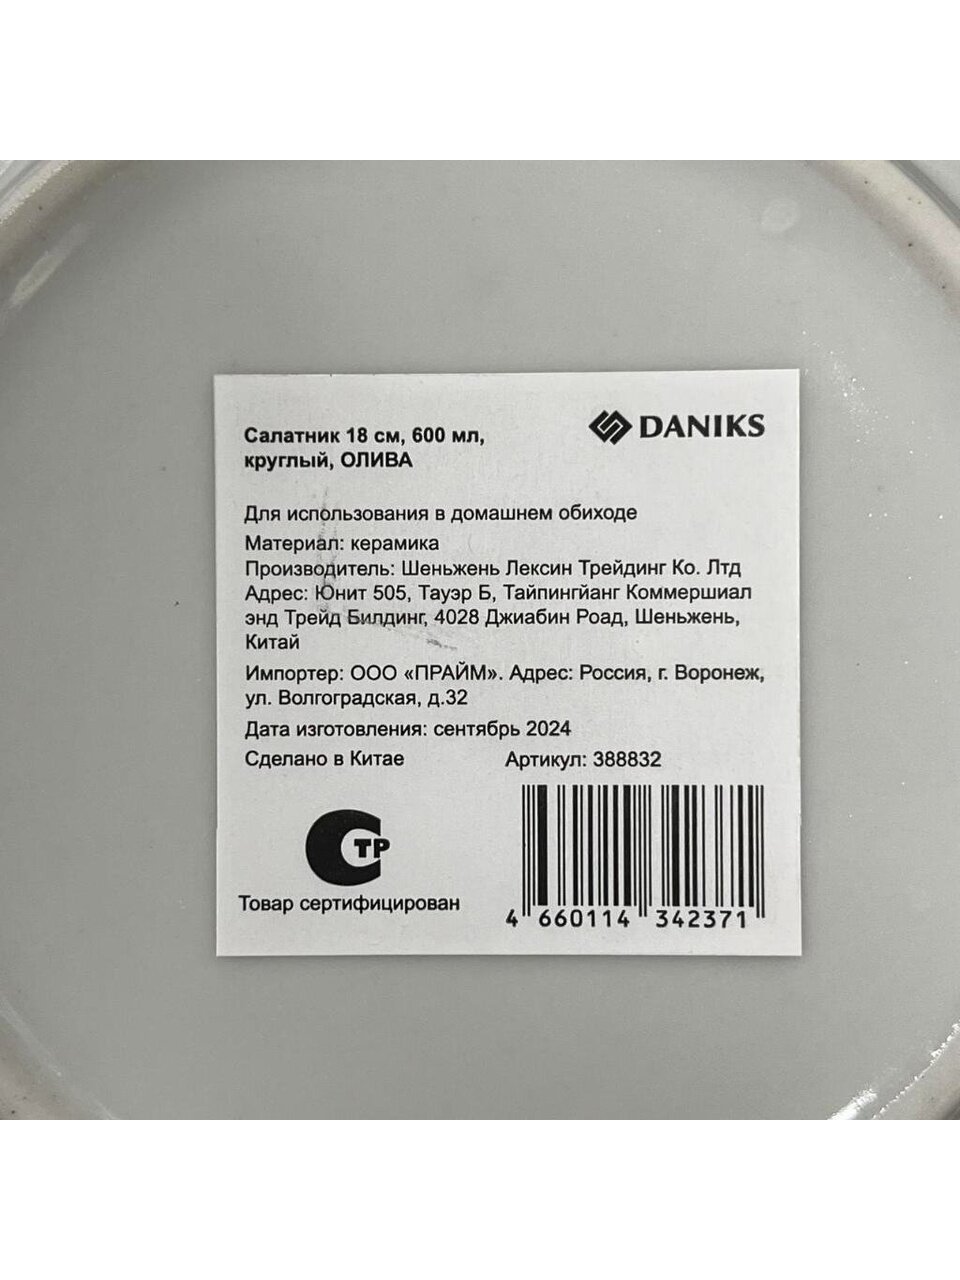 Салатник 18 см, 600 мл,
круглый, ОЛИВА
DANIKS
Для использования в домашнем обиходе
Материал: керамика
Производитель: Шеньжень Лексин Трейдинг Ко. Лтд
Адрес: Юнит 505, Тауэр Б, Тайпингйанг Коммершиал
энд Трейд Билдинг, 4028 Джиабин Роад, Шеньжень,
Китай
Импортер: ООО «ПРАЙМ». Адрес: Россия, г. Воронеж,
ул. Волгоградская, д.32
Дата изготовления: сентябрь 2024
Сделано в Китае Артикул: 388832
СТР
Товар сертифицирован
4 660114 342371